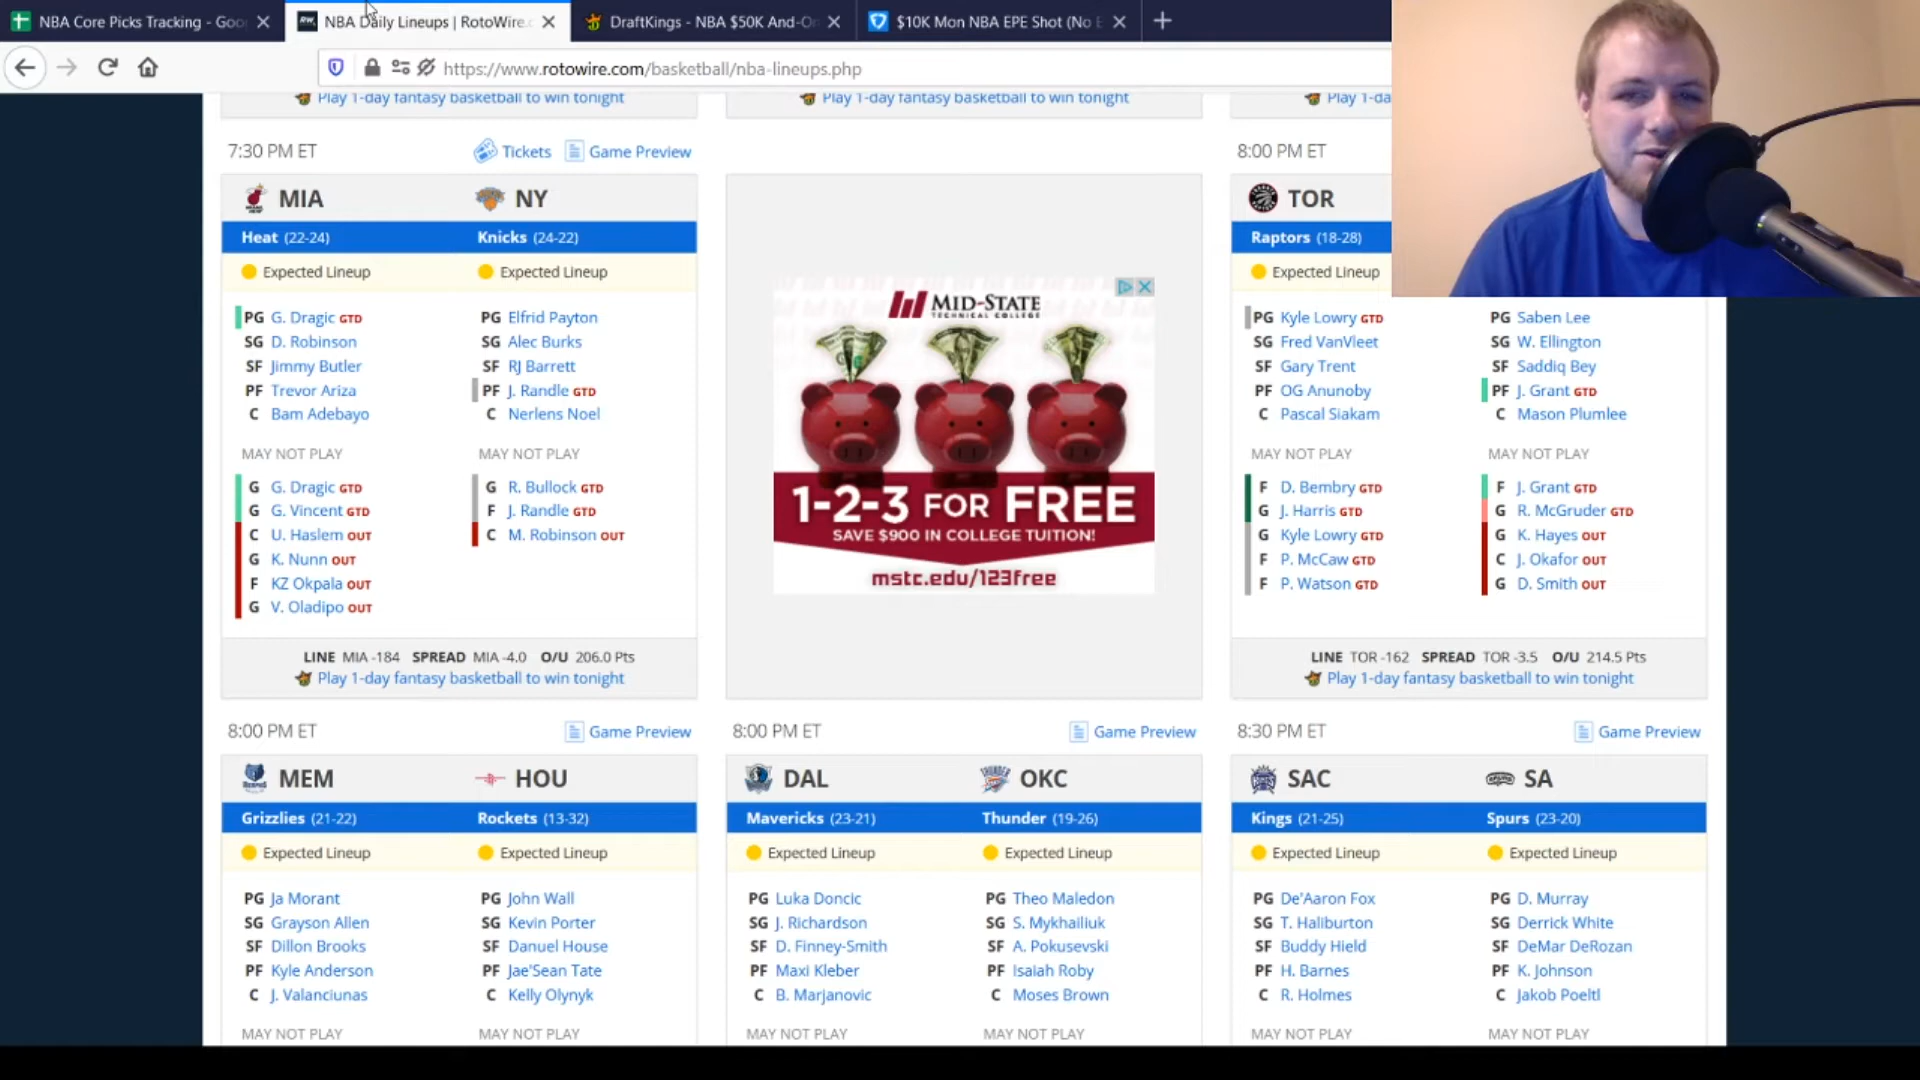 NBA Core Picks Tracking - Goo
NBA Daily Lineups | RotoWire.c
DraftKings - NBA $50K And-On
$10K Mon NBA EPE Shot (No E
https://www.rotowire.com/basketball/nba-lineups.php
Play 1-day fantasy basketball to win tonight
Play 1-day fantasy basketball to win tonight
Play 1-da
7:30 PM ET Tickets Game Preview
MIA NY
Heat (22-24) Knicks (24-22)
Expected Lineup Expected Lineup
PG G. Dragic GTD PG Elfrid Payton
SG D. Robinson SG Alec Burks
SF Jimmy Butler SF RJ Barrett
PF Trevor Ariza PF J. Randle GTD
C Bam Adebayo C Nerlens Noel
MAY NOT PLAY MAY NOT PLAY
G G. Dragic GTD G R. Bullock GTD
G G. Vincent GTD F J. Randle GTD
C U. Haslem OUT C M. Robinson OUT
G K. Nunn OUT
F KZ Okpala OUT
G V. Oladipo OUT
LINE MIA -184 SPREAD MIA -4.0 O/U 206.0 Pts
Play 1-day fantasy basketball to win tonight
MID-STATE
TECHNICAL COLLEGE
1-2-3 FOR FREE
SAVE $900 IN COLLEGE TUITION!
mstc.edu/123free
8:00 PM ET
TOR
Raptors (18-28)
Expected Lineup
PG Kyle Lowry GTD PG Saben Lee
SG Fred VanVleet SG W. Ellington
SF Gary Trent SF Saddiq Bey
PF OG Anunoby PF J. Grant GTD
C Pascal Siakam C Mason Plumlee
MAY NOT PLAY MAY NOT PLAY
F D. Bembry GTD F J. Grant GTD
G J. Harris GTD G R. McGruder GTD
G Kyle Lowry GTD G K. Hayes OUT
F P. McCaw GTD C J. Okafor OUT
F P. Watson GTD G D. Smith OUT
LINE TOR -162 SPREAD TOR -3.5 O/U 214.5 Pts
Play 1-day fantasy basketball to win tonight
8:00 PM ET Game Preview
MEM HOU
Grizzlies (21-22) Rockets (13-32)
Expected Lineup Expected Lineup
PG Ja Morant PG John Wall
SG Grayson Allen SG Kevin Porter
SF Dillon Brooks SF Danuel House
PF Kyle Anderson PF Jae'Sean Tate
C J. Valanciunas C Kelly Olynyk
MAY NOT PLAY MAY NOT PLAY
8:00 PM ET Game Preview
DAL OKC
Mavericks (23-21) Thunder (19-26)
Expected Lineup Expected Lineup
PG Luka Doncic PG Theo Maledon
SG J. Richardson SG S. Mykhailiuk
SF D. Finney-Smith SF A. Pokusevski
PF Maxi Kleber PF Isaiah Roby
C B. Marjanovic C Moses Brown
MAY NOT PLAY MAY NOT PLAY
8:30 PM ET Game Preview
SAC SA
Kings (21-25) Spurs (23-20)
Expected Lineup Expected Lineup
PG De'Aaron Fox PG D. Murray
SG T. Haliburton SG Derrick White
SF Buddy Hield SF DeMar DeRozan
PF H. Barnes PF K. Johnson
C R. Holmes C Jakob Poeltl
MAY NOT PLAY MAY NOT PLAY